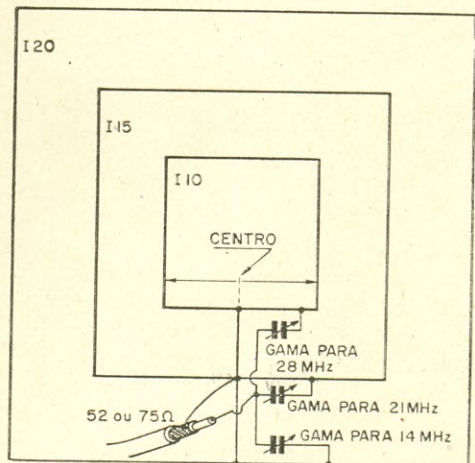 I20
I15
I10
CENTRO
GAMA PARA
28 MHz
52 ou 75Ω
GAMA PARA 21MHz
GAMA PARA 14 MHz